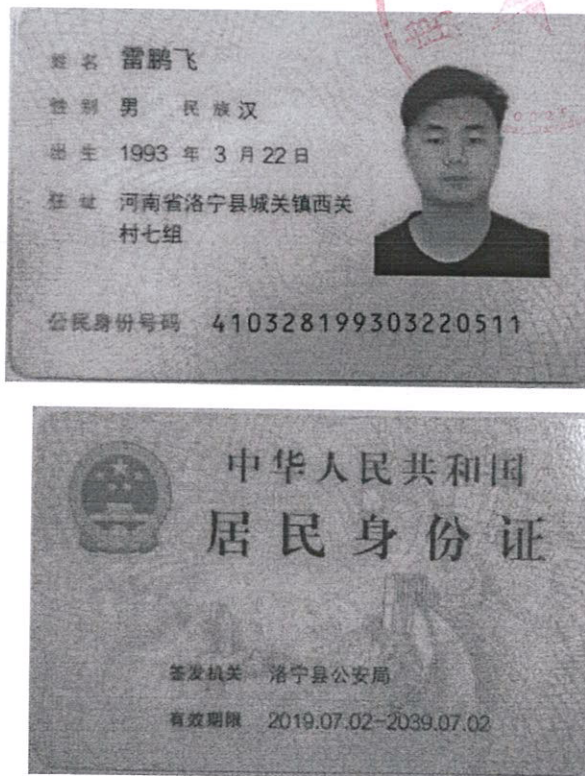 姓名 雷鹏飞
性别 男 民族 汉
出生 1993 年 3 月 22 日
住址 河南省洛宁县城关镇西关
村七组
公民身份号码 410328199303220511
中华人民共和国
居民身份证
签发机关 洛宁县公安局
有效期限 2019.07.02-2039.07.02